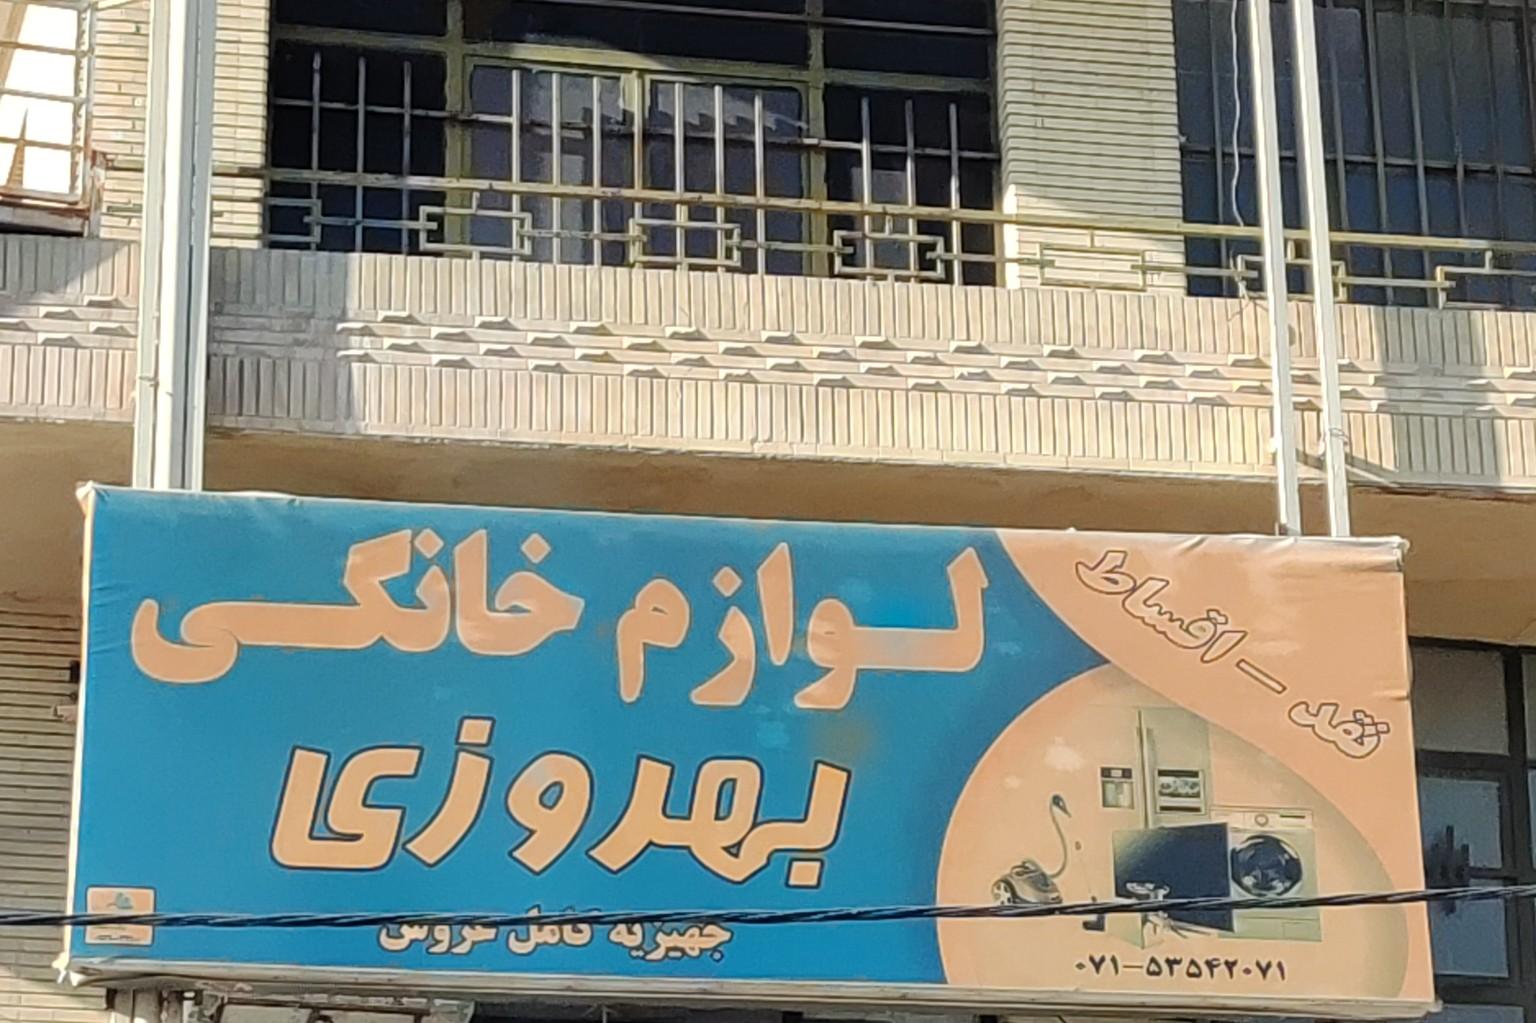 لوازم خانگی
بهروزی
جهیزیه کامل عروس
نقد – اقساط
۰۷۱–۵۳۵۴۲۰۷۱